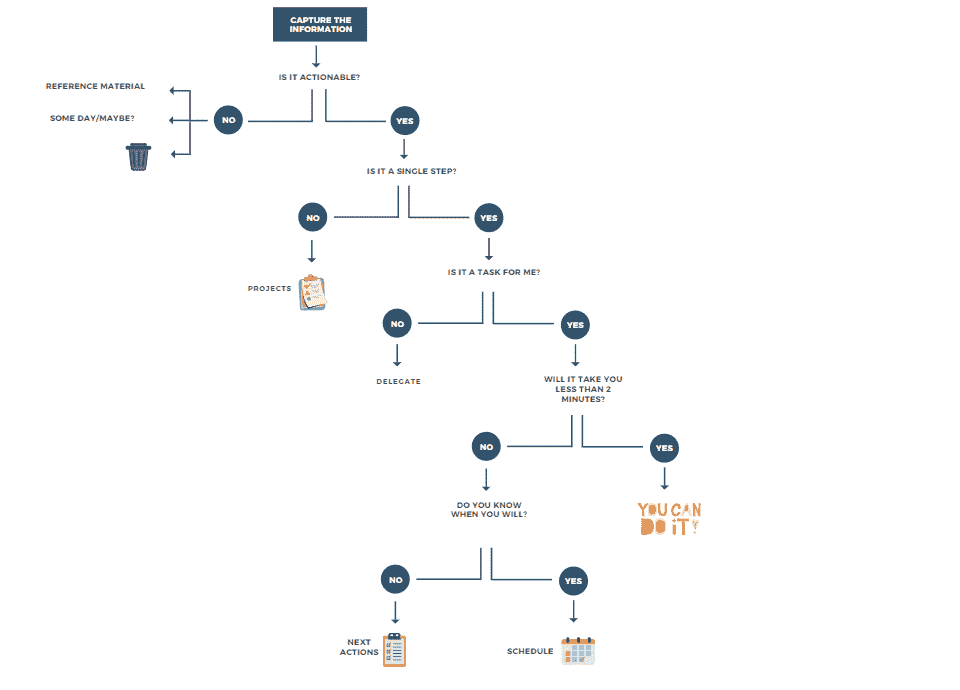 CAPTURE THE
INFORMATION
IS IT ACTIONABLE?
REFERENCE MATERIAL
SOME DAY/MAYBE?
NO
YES
IS IT A SINGLE STEP?
NO
YES
IS IT A TASK FOR ME?
PROJECTS
NO
YES
DELEGATE
WILL IT TAKE YOU
LESS THAN 2
MINUTES?
NO
YES
DO YOU KNOW
WHEN YOU WILL?
YOU CAN
DO IT!
NO
YES
NEXT
ACTIONS
SCHEDULE